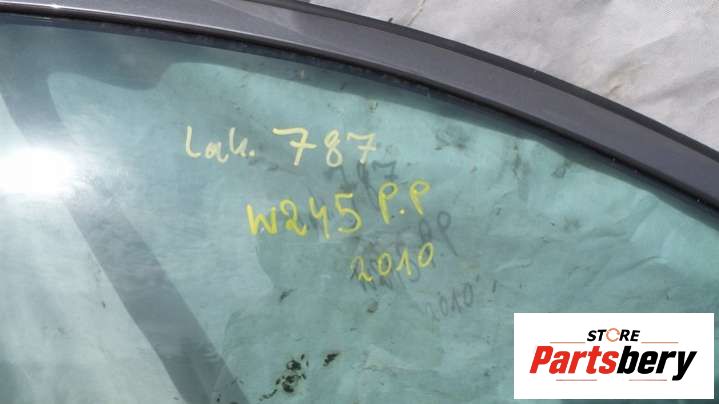 Lak. 787
W245 P.P
2010
STORE
Partsbery